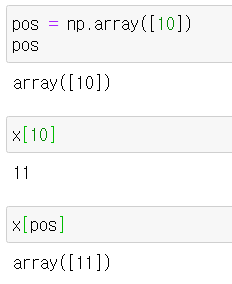 pos = np.array([10])
pos
array([10])
x[10]
11
x[pos]
array([11])